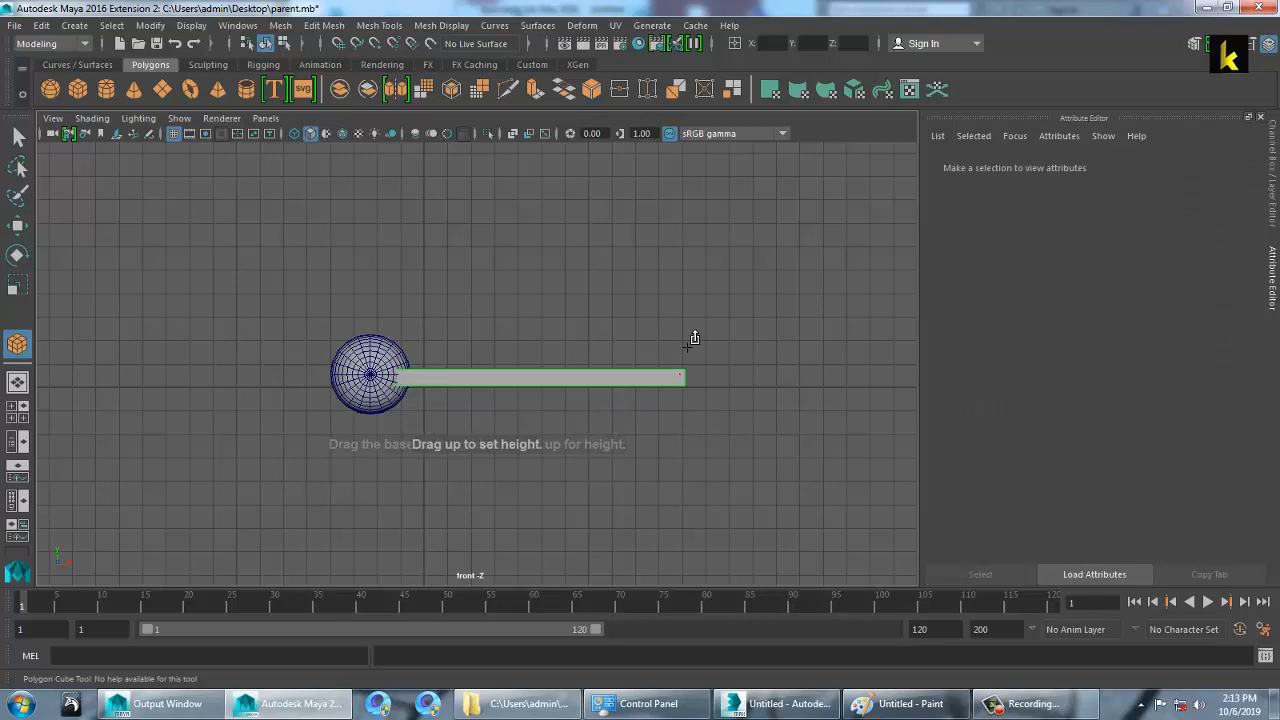 Autodesk Maya 2016 Extension 2: C:\Users\admin\Desktop\parent.mb*
File Edit Create Select Modify Display Windows Mesh Edit Mesh Mesh Tools Mesh Display Curves Surfaces Deform UV Generate Cache Help
Modeling No Live Surface X: Y: Z: Sign In k
Curves / Surfaces Polygons Sculpting Rigging Animation Rendering FX FX Caching Custom XGen
T svg
View Shading Lighting Show Renderer Panels
0.00 1.00 sRGB gamma
Attribute Editor
List Selected Focus Attributes Show Help
Make a selection to view attributes
Channel Box / Layer Editor
Attribute Editor
Drag the base Drag up to set height. up for height.
y
front -Z
Select Load Attributes Copy Tab
1 5 10 15 20 25 30 35 40 45 50 55 60 65 70 75 80 85 90 95 100 105 110 115 120 1
1 1 1 120 120 200 No Anim Layer No Character Set
MEL
Polygon Cube Tool: No help available for this tool
Output Window Autodesk Maya 2... C:\Users\admin\... Control Panel Untitled - Autode... Untitled - Paint Recording...
2:13 PM
10/6/2019